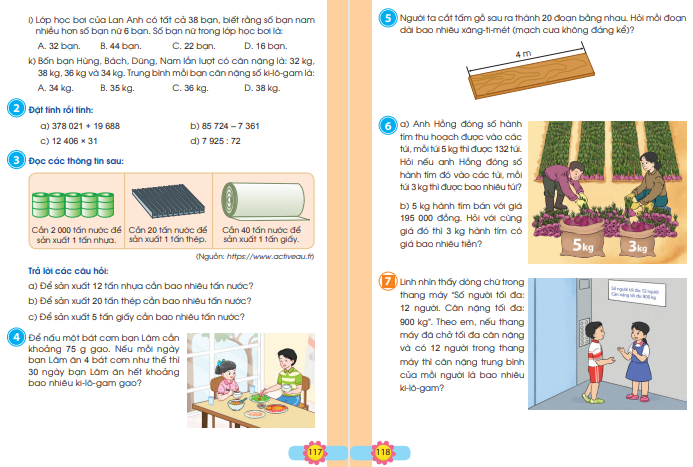 i) Lớp học bơi của Lan Anh có tất cả 38 bạn, biết rằng số bạn nam
nhiều hơn số bạn nữ 6 bạn. Số bạn nữ trong lớp học bơi là:
A. 32 bạn. B. 44 bạn. C. 22 bạn. D. 16 bạn.
k) Bốn bạn Hùng, Bách, Dũng, Nam lần lượt có cân nặng là: 32 kg,
38 kg, 36 kg và 34 kg. Trung bình mỗi bạn cân nặng số ki-lô-gam là:
A. 34 kg. B. 35 kg. C. 36 kg. D. 38 kg.
2 Đặt tính rồi tính:
a) 378 021 + 19 688 b) 85 724 – 7 361
c) 12 406 × 31 d) 7 925 : 72
3 Đọc các thông tin sau:
Cần 2 000 tấn nước để
sản xuất 1 tấn nhựa.
Cần 20 tấn nước để
sản xuất 1 tấn thép.
Cần 40 tấn nước để
sản xuất 1 tấn giấy.
(Nguồn: https://www.activeau.fr)
Trả lời các câu hỏi:
a) Để sản xuất 12 tấn nhựa cần bao nhiêu tấn nước?
b) Để sản xuất 20 tấn thép cần bao nhiêu tấn nước?
c) Để sản xuất 5 tấn giấy cần bao nhiêu tấn nước?
4 Để nấu một bát cơm bạn Lâm cần
khoảng 75 g gạo. Nếu mỗi ngày
bạn Lâm ăn 4 bát cơm như thế thì
30 ngày bạn Lâm ăn hết khoảng
bao nhiêu ki-lô-gam gạo?
117
5 Người ta cắt tấm gỗ sau ra thành 20 đoạn bằng nhau. Hỏi mỗi đoạn
dài bao nhiêu xăng-ti-mét (mạch cưa không đáng kể)?
4 m
6 a) Anh Hồng đóng số hành
tím thu hoạch được vào các
túi, mỗi túi 5 kg thì được 132 túi.
Hỏi nếu anh Hồng đóng số
hành tím đó vào các túi, mỗi
túi 3 kg thì được bao nhiêu túi?
b) 5 kg hành tím bán với giá
195 000 đồng. Hỏi với cùng
giá đó thì 3 kg hành tím có
giá bao nhiêu tiền?
5kg
3kg
7 Linh nhìn thấy dòng chữ trong
thang máy "Số người tối đa:
12 người. Cân nặng tối đa:
900 kg". Theo em, nếu thang
máy đã chở tối đa cân nặng
và có 12 người trong thang
máy thì cân nặng trung bình
của mỗi người là bao nhiêu
ki-lô-gam?
Số người tối đa: 12 người
Cân nặng tối đa: 900 kg
118